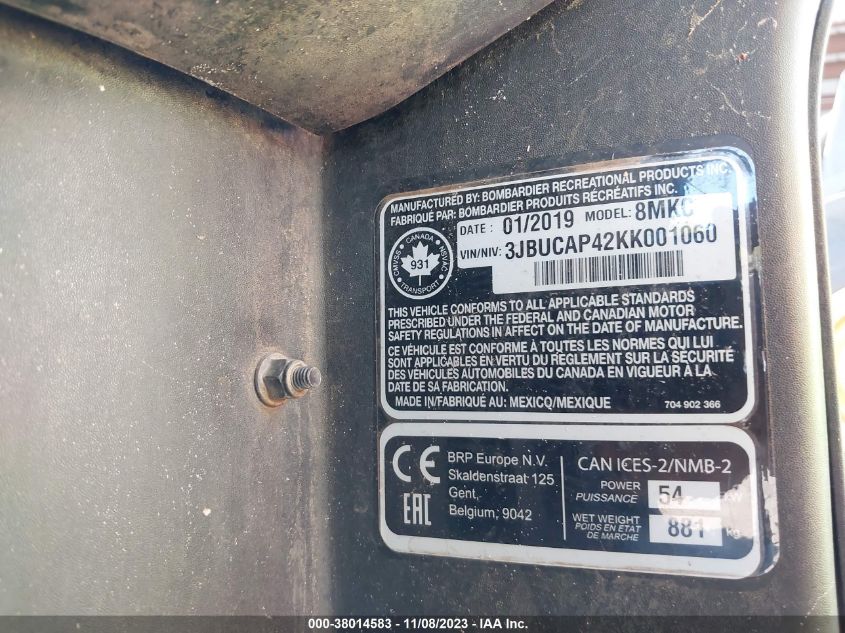 MANUFACTURED BY: BOMBARDIER RECREATIONAL PRODUCTS INC.
FABRIQUÉ PAR: BOMBARDIER PRODUITS RÉCRÉATIFS INC.
DATE : 01/2019 MODEL: 8MKC
VIN/NIV: 3JBUCAP42KK001060
CANADA
CMVSS NSVAC
931
TRANSPORT
THIS VEHICLE CONFORMS TO ALL APPLICABLE STANDARDS
PRESCRIBED UNDER THE FEDERAL AND CANADIAN MOTOR
SAFETY REGULATIONS IN AFFECT ON THE DATE OF MANUFACTURE.
CE VÉHICULE EST CONFORME À TOUTES LES NORMES QUI LUI
SONT APPLICABLES EN VERTU DU RÈGLEMENT SUR LA SÉCURITÉ
DES VÉHICULES AUTOMOBILES DU CANADA EN VIGUEUR À LA
DATE DE SA FABRICATION.
MADE IN/FABRIQUÉ AU: MEXICO/MEXIQUE 704 902 366
CE
EAC
BRP Europe N.V.
Skaldenstraat 125
Gent,
Belgium, 9042
CAN ICES-2/NMB-2
POWER
PUISSANCE 54 kW
WET WEIGHT
POIDS EN ÉTAT
DE MARCHE 881 kg
000-38014583 - 11/08/2023 - IAA Inc.